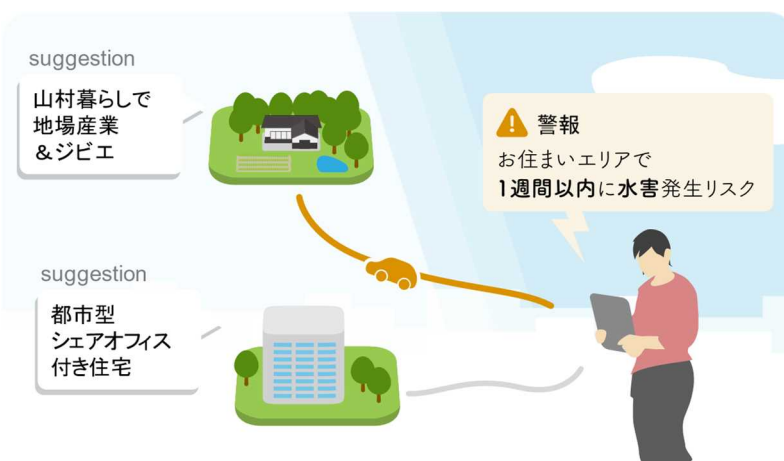 suggestion
山村暮らしで
地場産業
＆ジビエ
警報
お住まいエリアで
1週間以内に水害発生リスク
suggestion
都市型
シェアオフィス
付き住宅